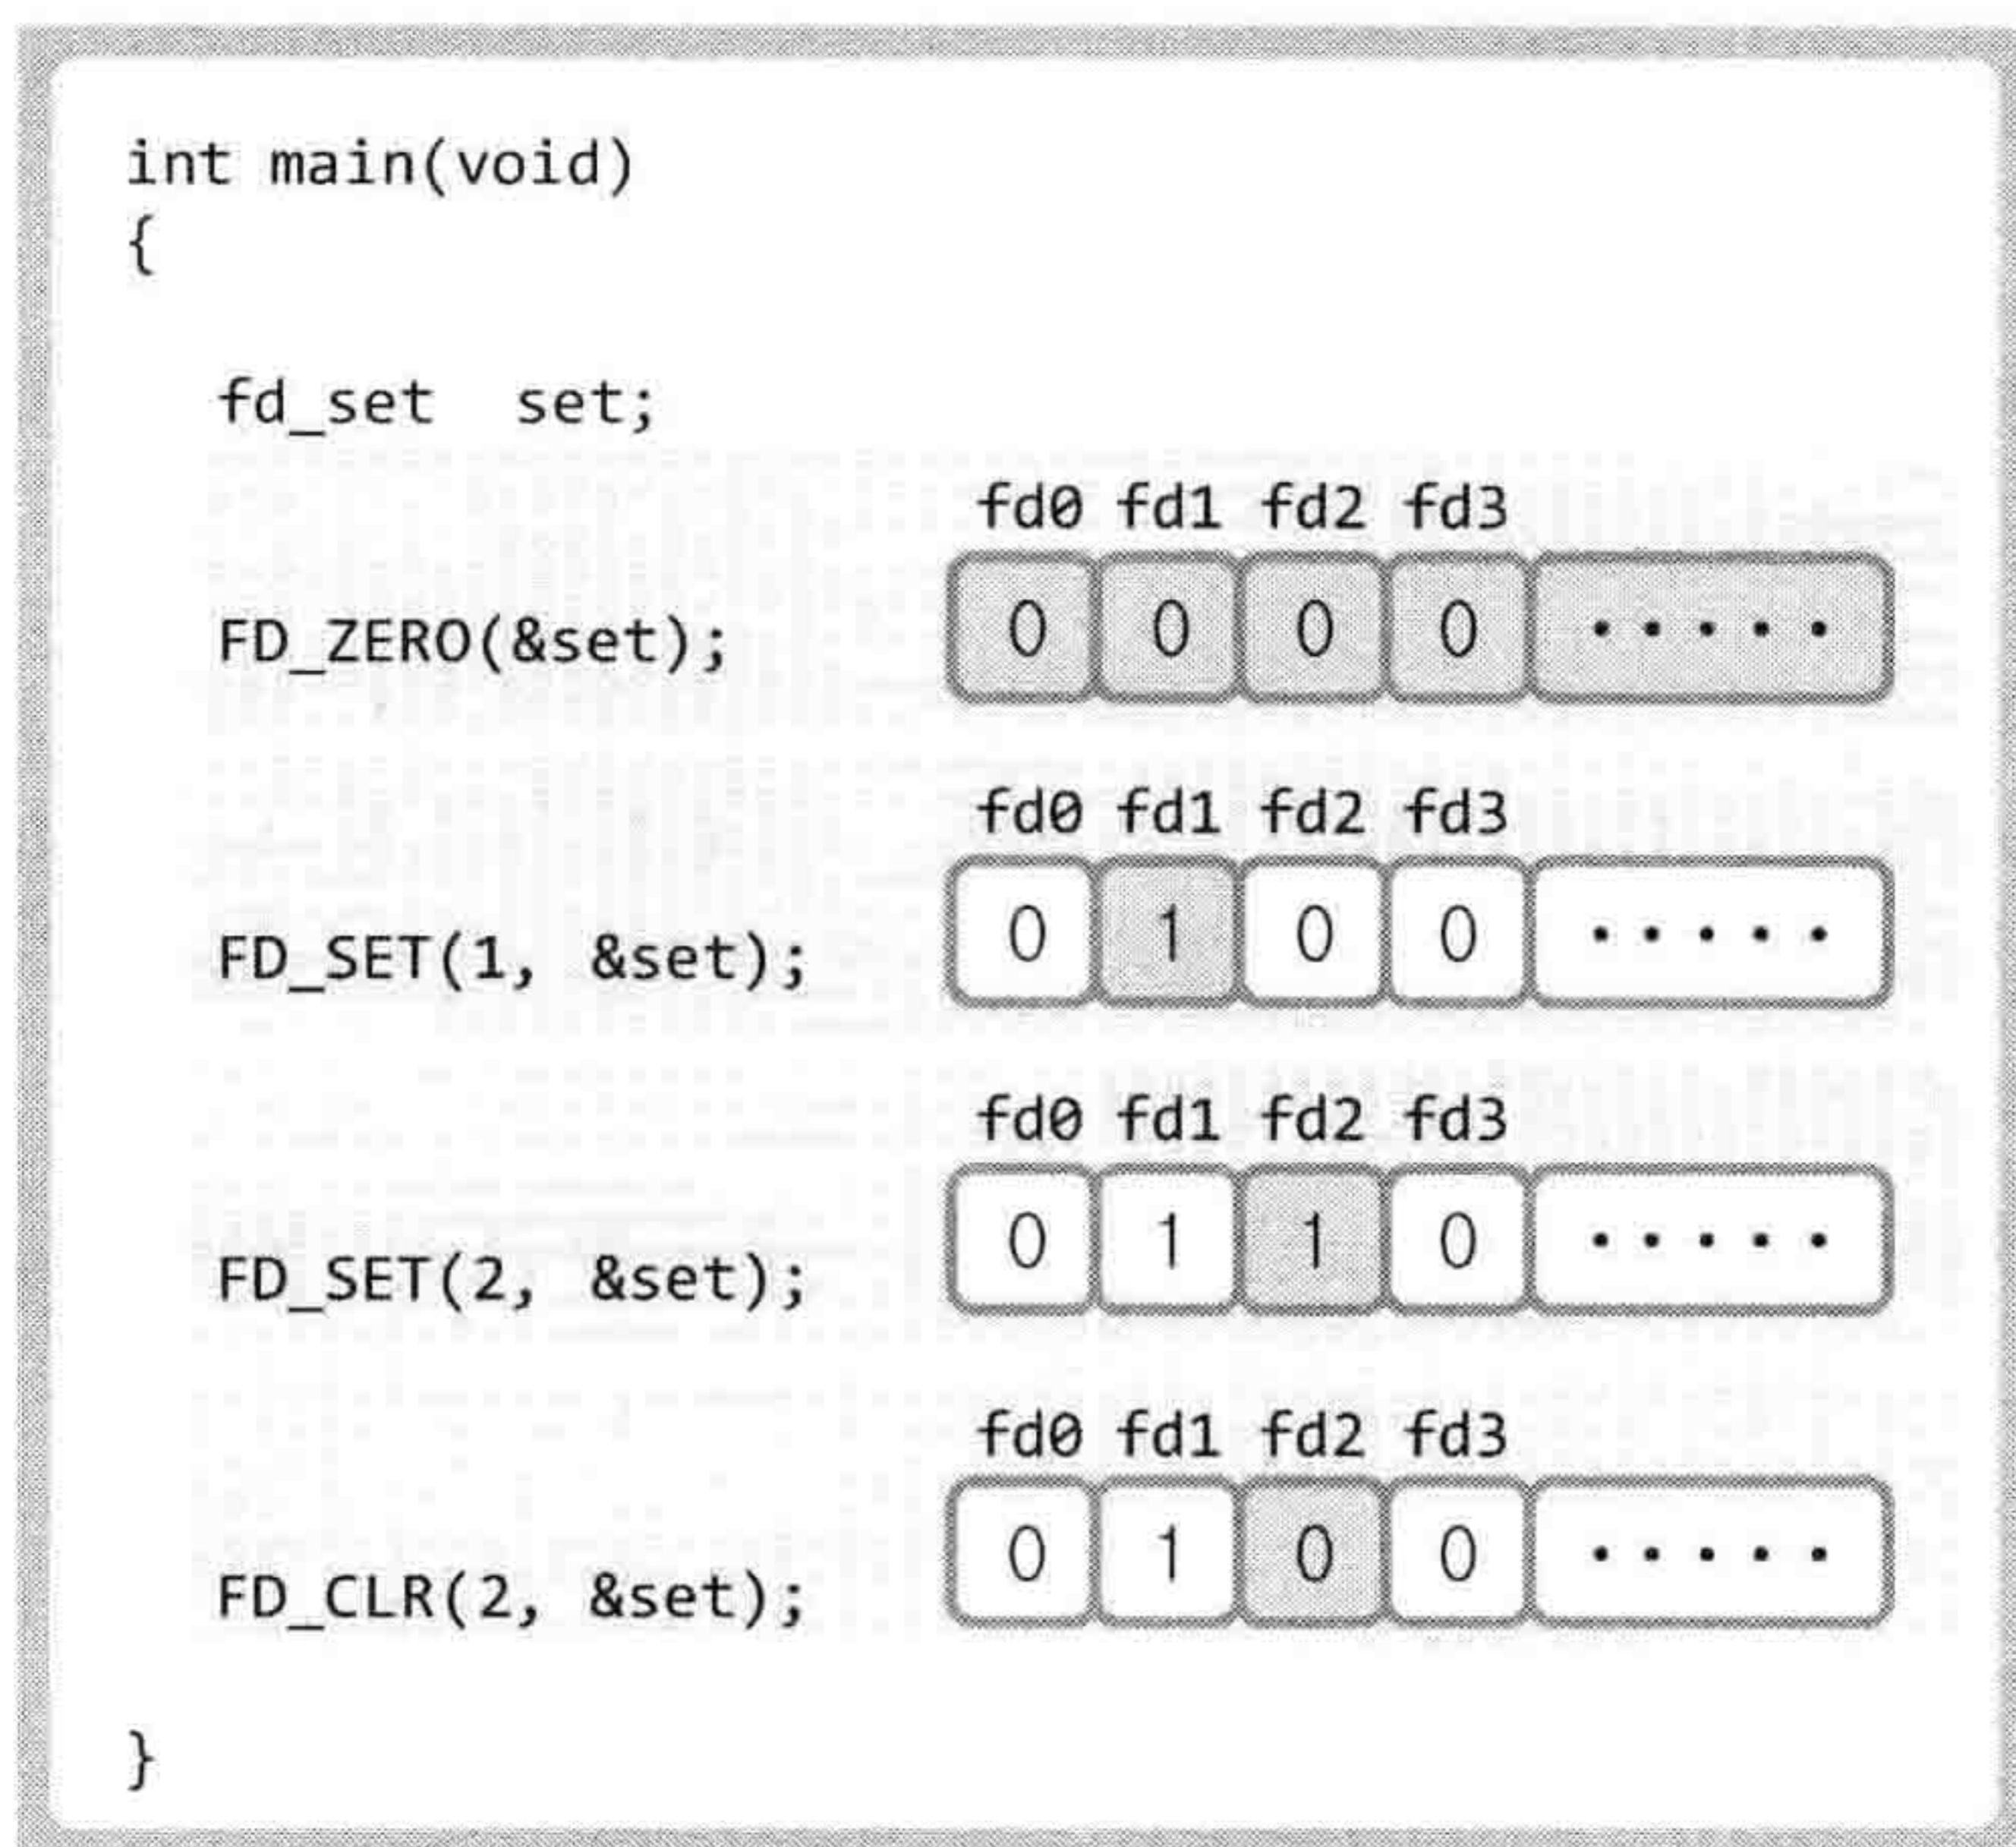 int main(void)
{
fd_set set;
fd0 fd1 fd2 fd3
FD_ZERO(&set);
0 0 0 0 • • • • •
fd0 fd1 fd2 fd3
FD_SET(1, &set);
0 1 0 0 • • • • •
fd0 fd1 fd2 fd3
FD_SET(2, &set);
0 1 1 0 • • • • •
fd0 fd1 fd2 fd3
FD_CLR(2, &set);
0 1 0 0 • • • • •
}